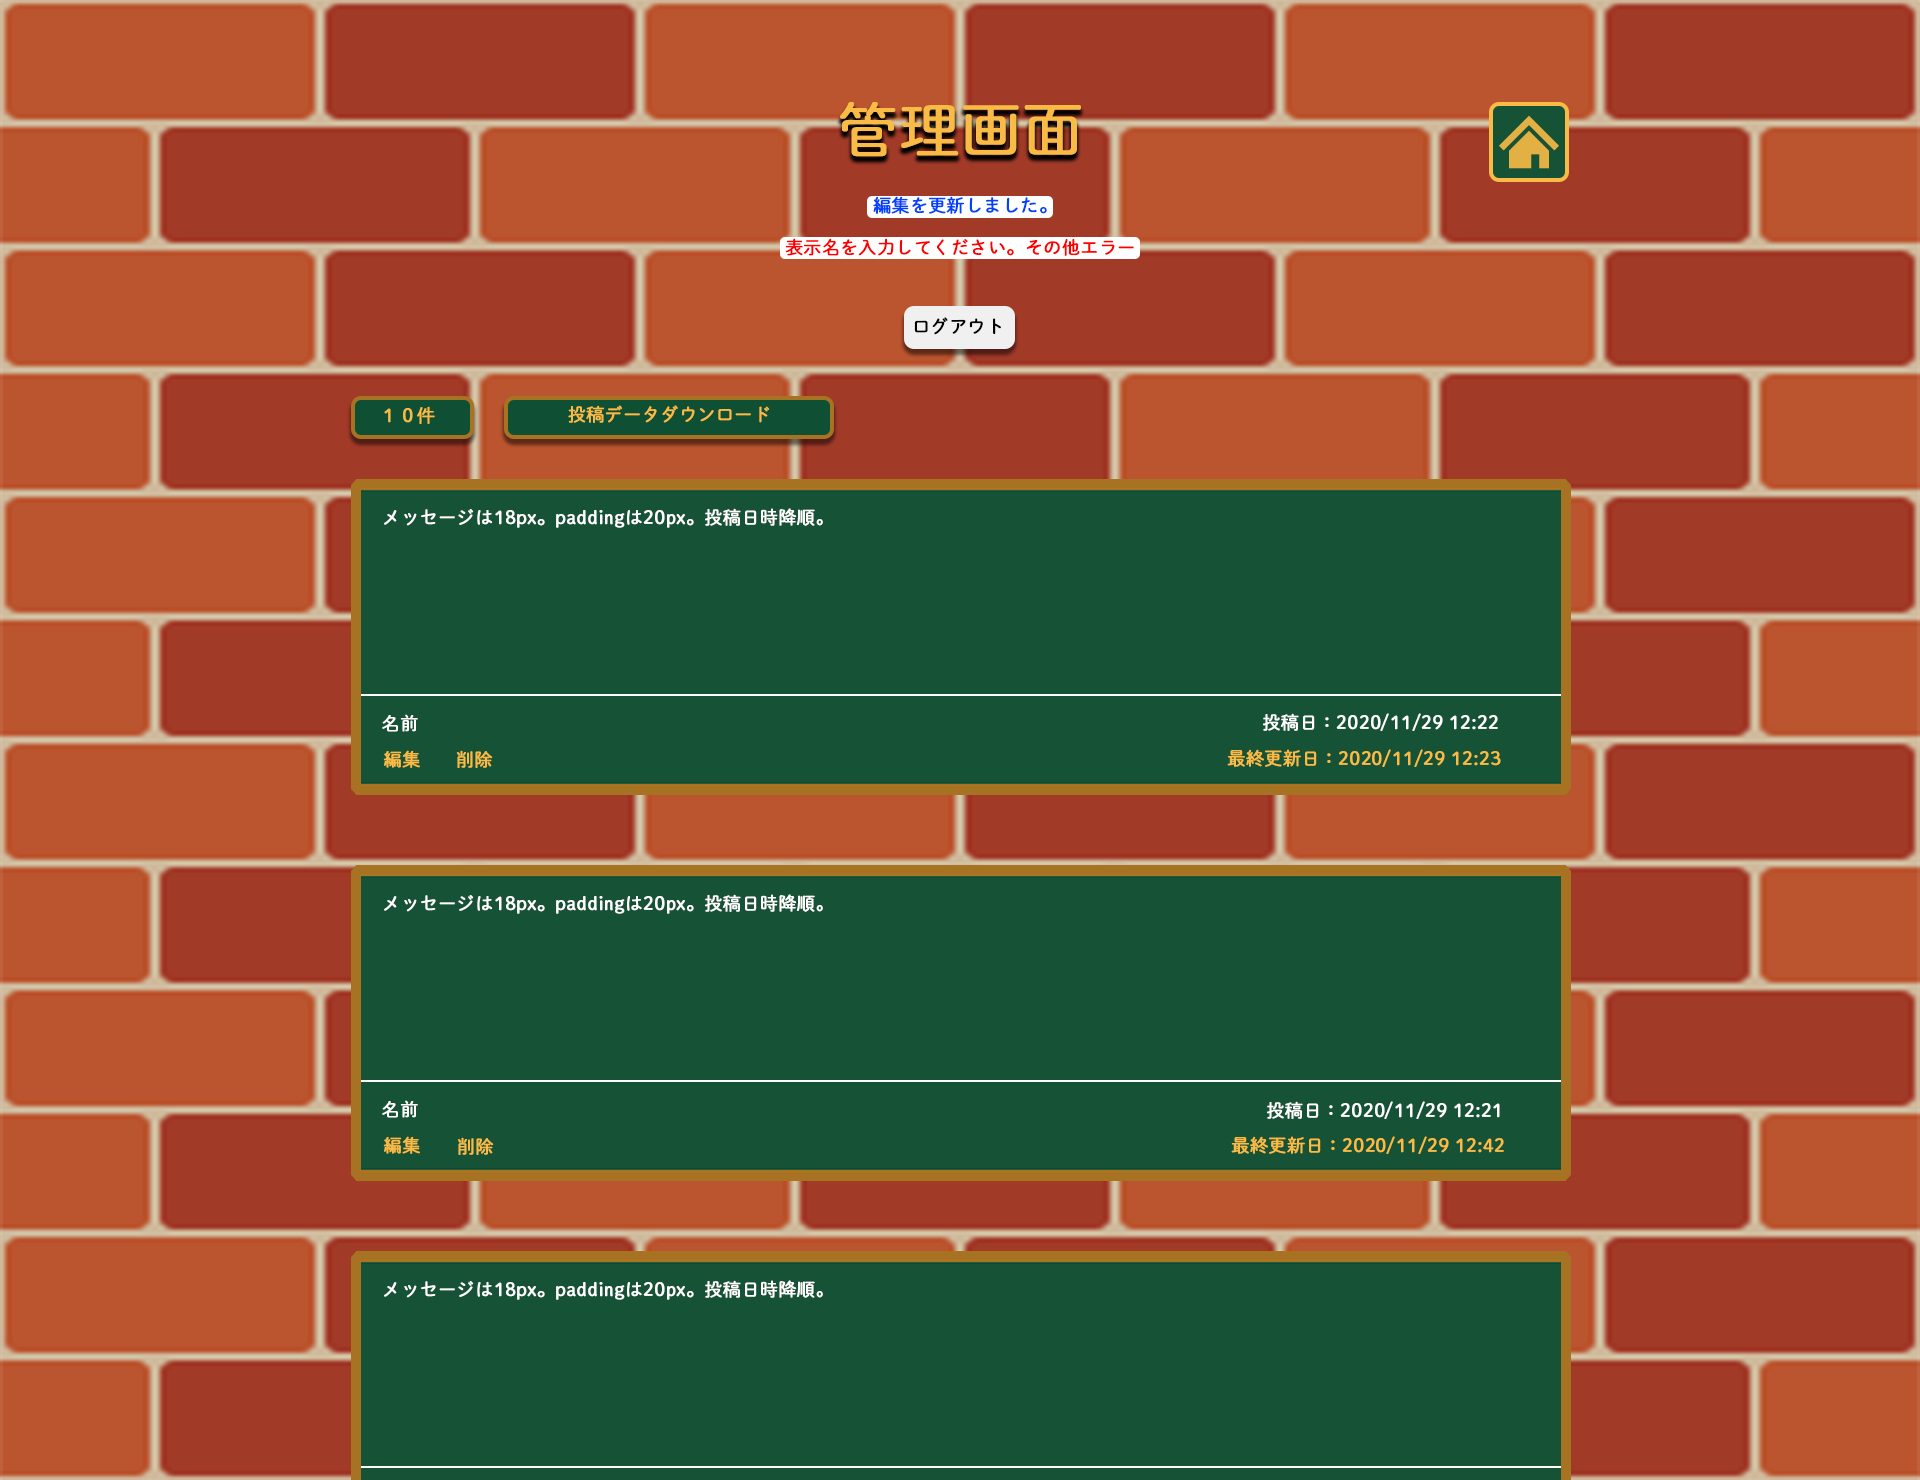 管理画面
編集を更新しました。
表示名を入力してください。その他エラー
ログアウト
１０件
投稿データダウンロード
メッセージは18px。paddingは20px。投稿日時降順。
名前
投稿日：2020/11/29 12:22
編集
削除
最終更新日：2020/11/29 12:23
メッセージは18px。paddingは20px。投稿日時降順。
名前
投稿日：2020/11/29 12:21
編集
削除
最終更新日：2020/11/29 12:42
メッセージは18px。paddingは20px。投稿日時降順。